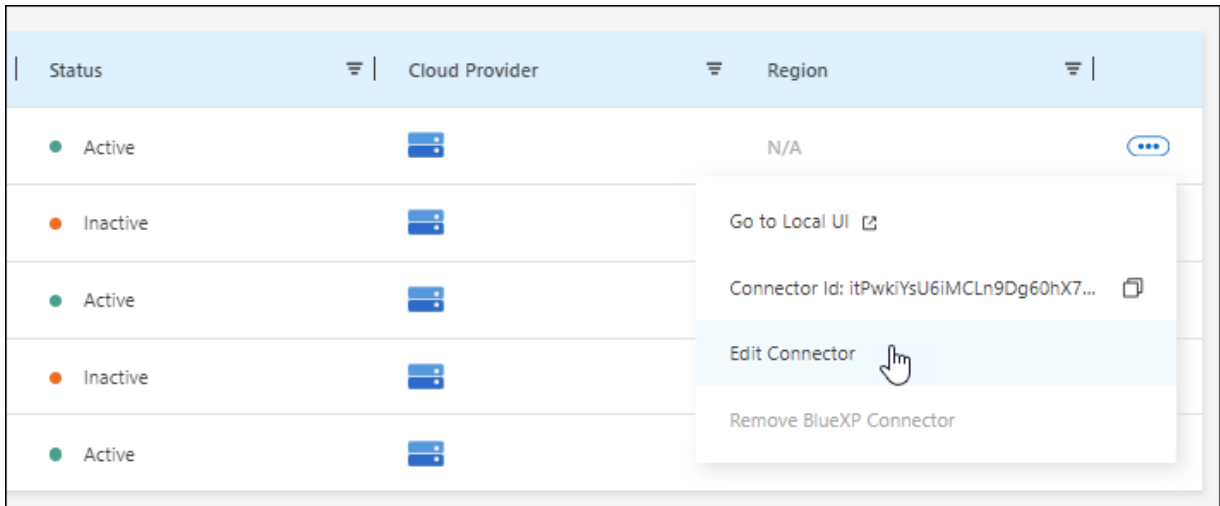 Status Cloud Provider Region
Active N/A
Inactive
Go to Local UI
Connector Id: itPwkiYsU6iMCLn9Dg60hX7...
Active
Edit Connector
Inactive
Remove BlueXP Connector
Active